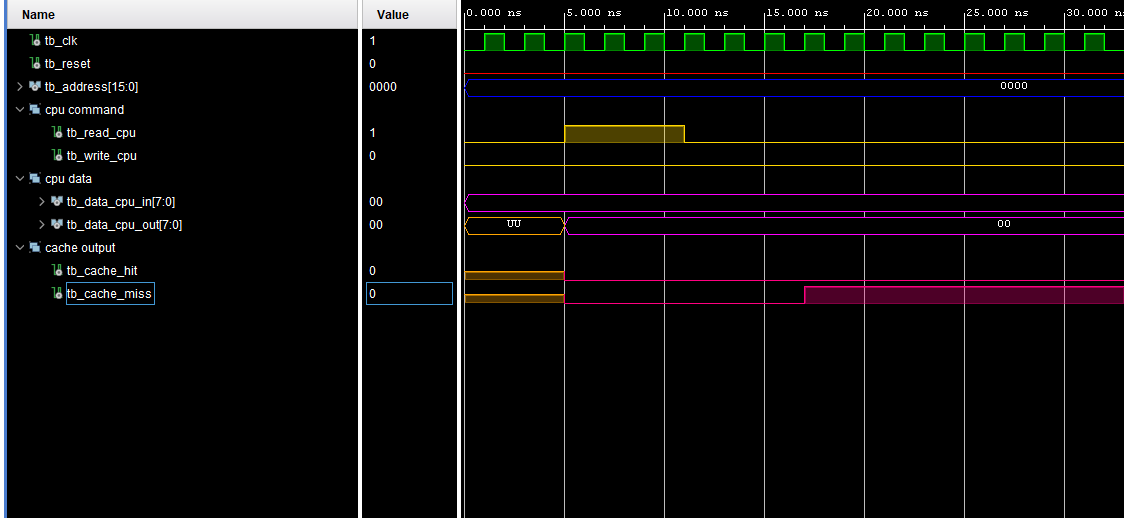 Name Value 0.000 ns 5.000 ns 10.000 ns 15.000 ns 20.000 ns 25.000 ns 30.000 ns
tb_clk 1
tb_reset 0
tb_address[15:0] 0000 0000
cpu command
tb_read_cpu 1
tb_write_cpu 0
cpu data
tb_data_cpu_in[7:0] 00
tb_data_cpu_out[7:0] 00 UU 00
cache output
tb_cache_hit 0
tb_cache_miss 0